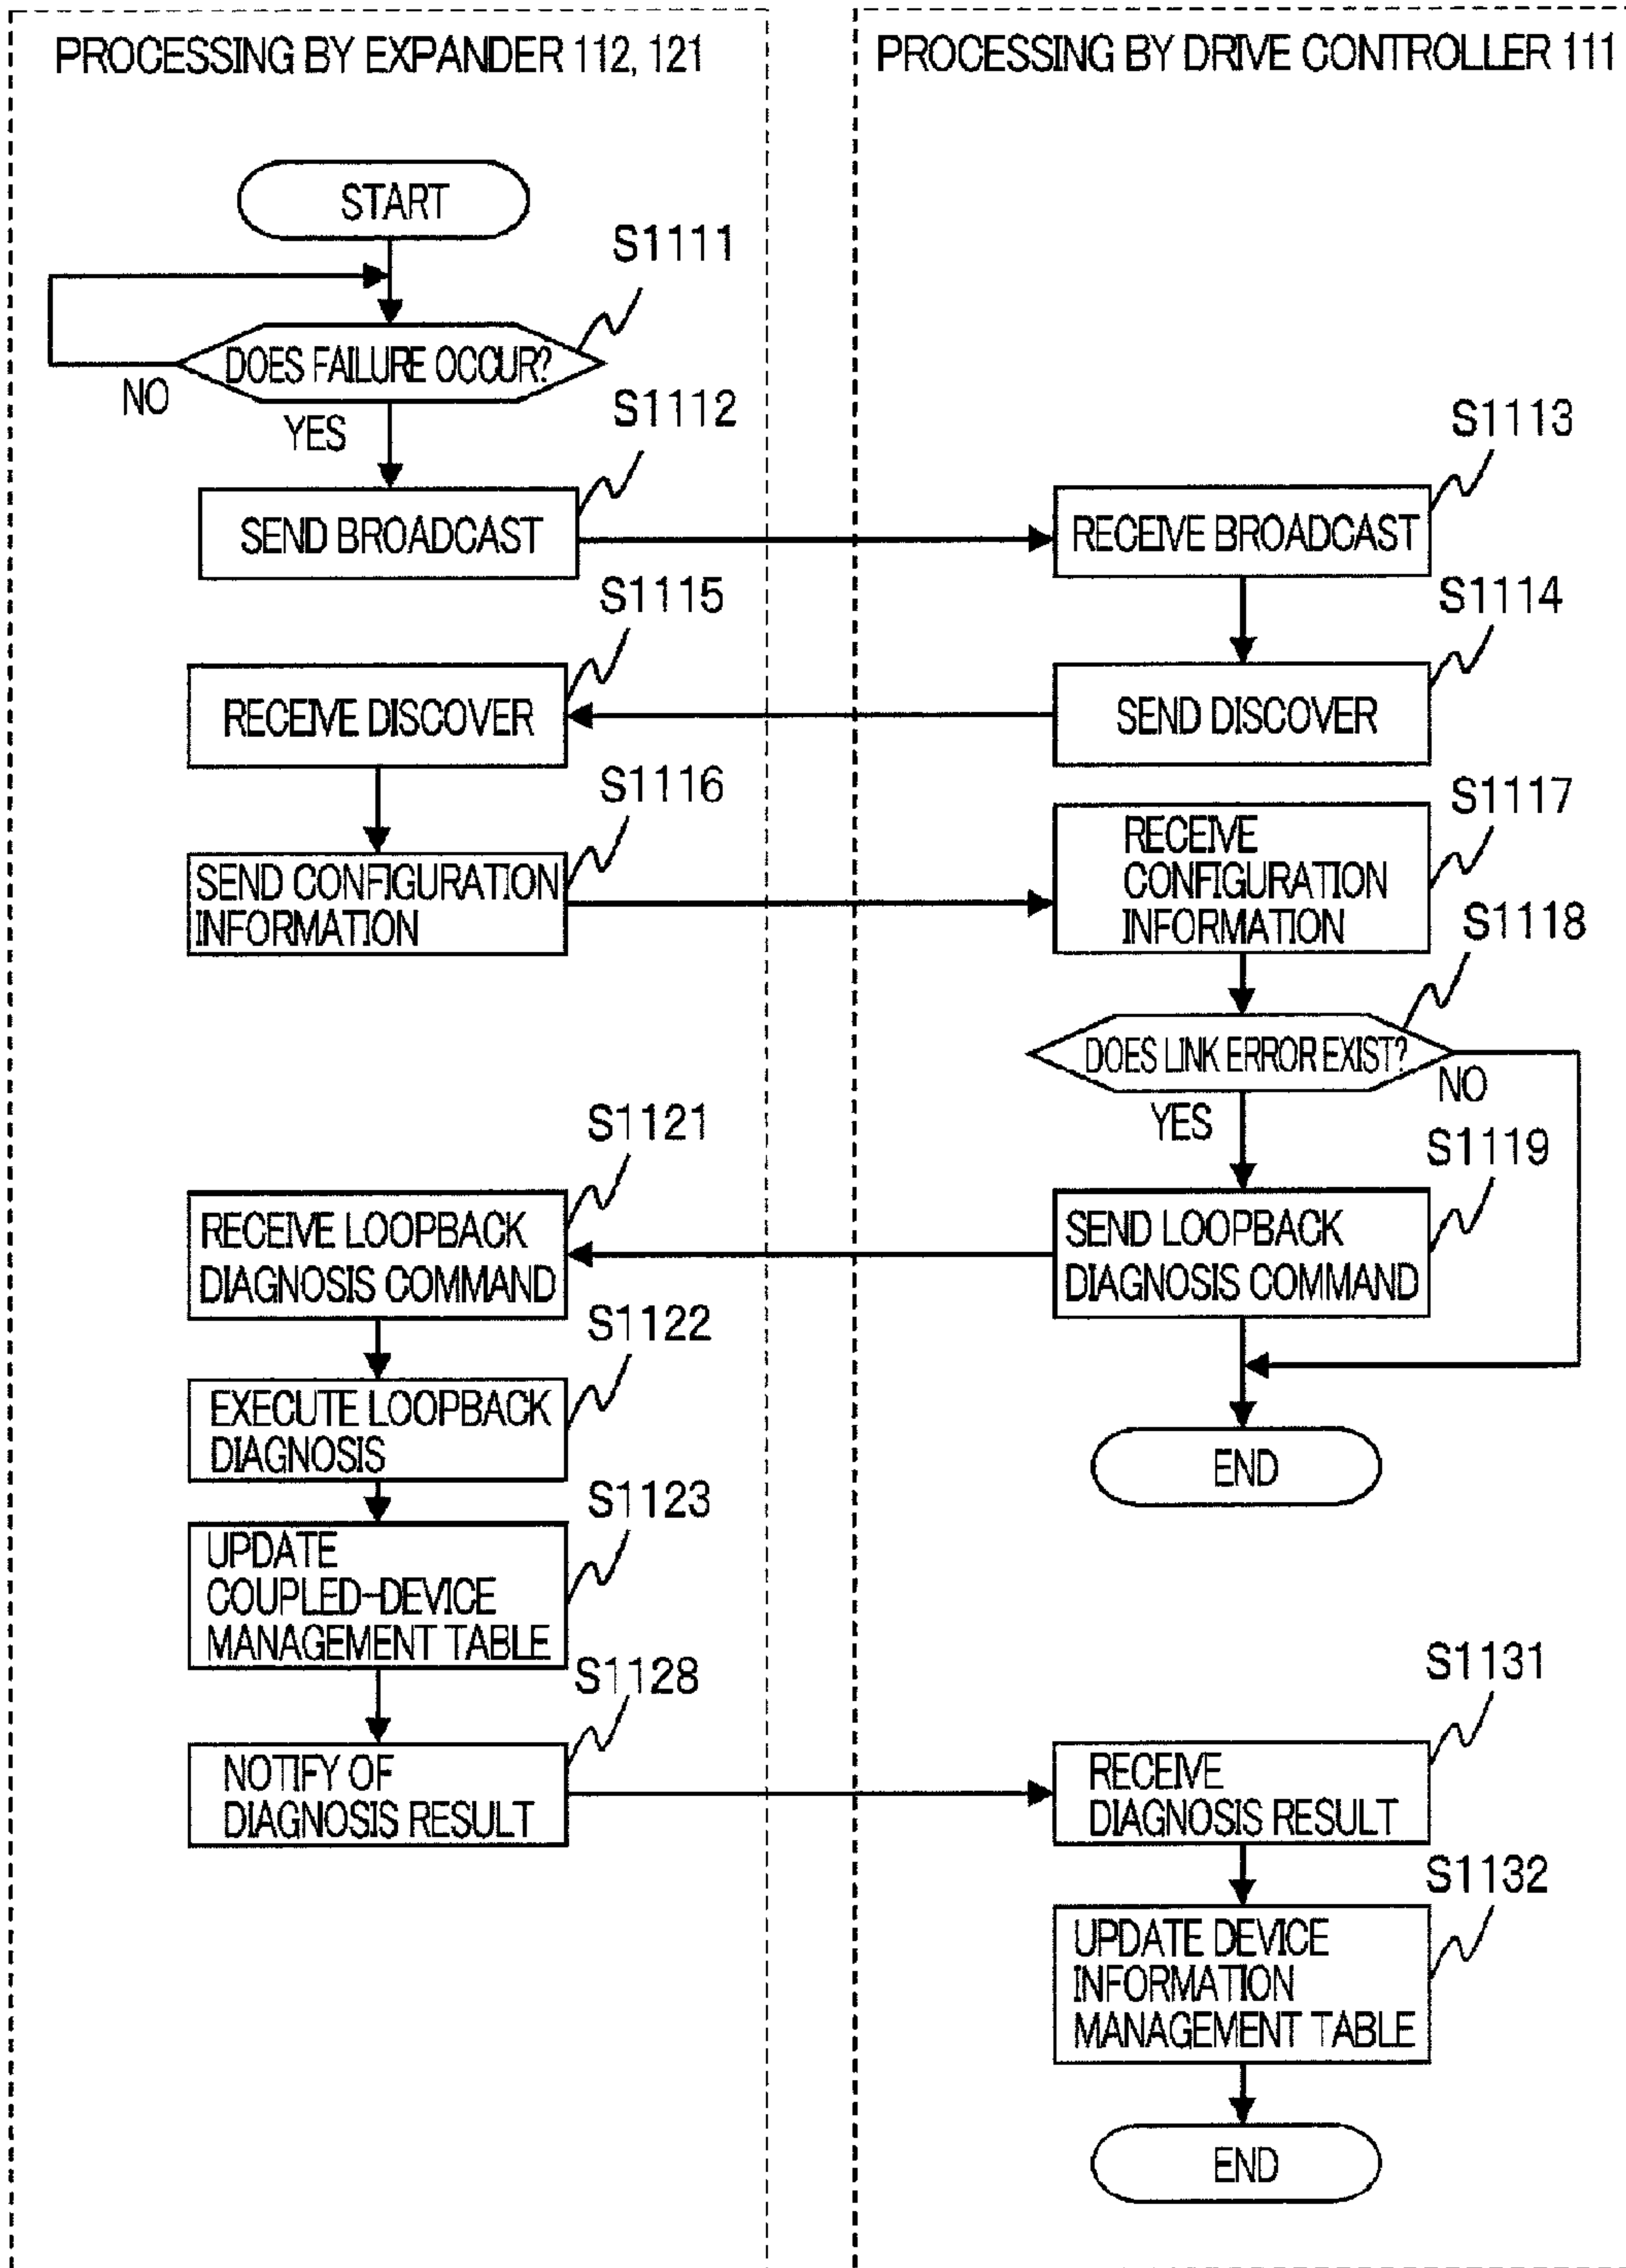 PROCESSING BY EXPANDER 112, 121
PROCESSING BY DRIVE CONTROLLER 111
START
S1111
DOES FAILURE OCCUR?
NO
YES
S1112
SEND BROADCAST
S1113
RECEIVE BROADCAST
S1114
SEND DISCOVER
S1115
RECEIVE DISCOVER
S1116
SEND CONFIGURATION
INFORMATION
S1117
RECEIVE
CONFIGURATION
INFORMATION
S1118
DOES LINK ERROR EXIST?
NO
YES
S1119
SEND LOOPBACK
DIAGNOSIS COMMAND
END
S1121
RECEIVE LOOPBACK
DIAGNOSIS COMMAND
S1122
EXECUTE LOOPBACK
DIAGNOSIS
S1123
UPDATE
COUPLED-DEVICE
MANAGEMENT TABLE
S1128
NOTIFY OF
DIAGNOSIS RESULT
S1131
RECEIVE
DIAGNOSIS RESULT
S1132
UPDATE DEVICE
INFORMATION
MANAGEMENT TABLE
END